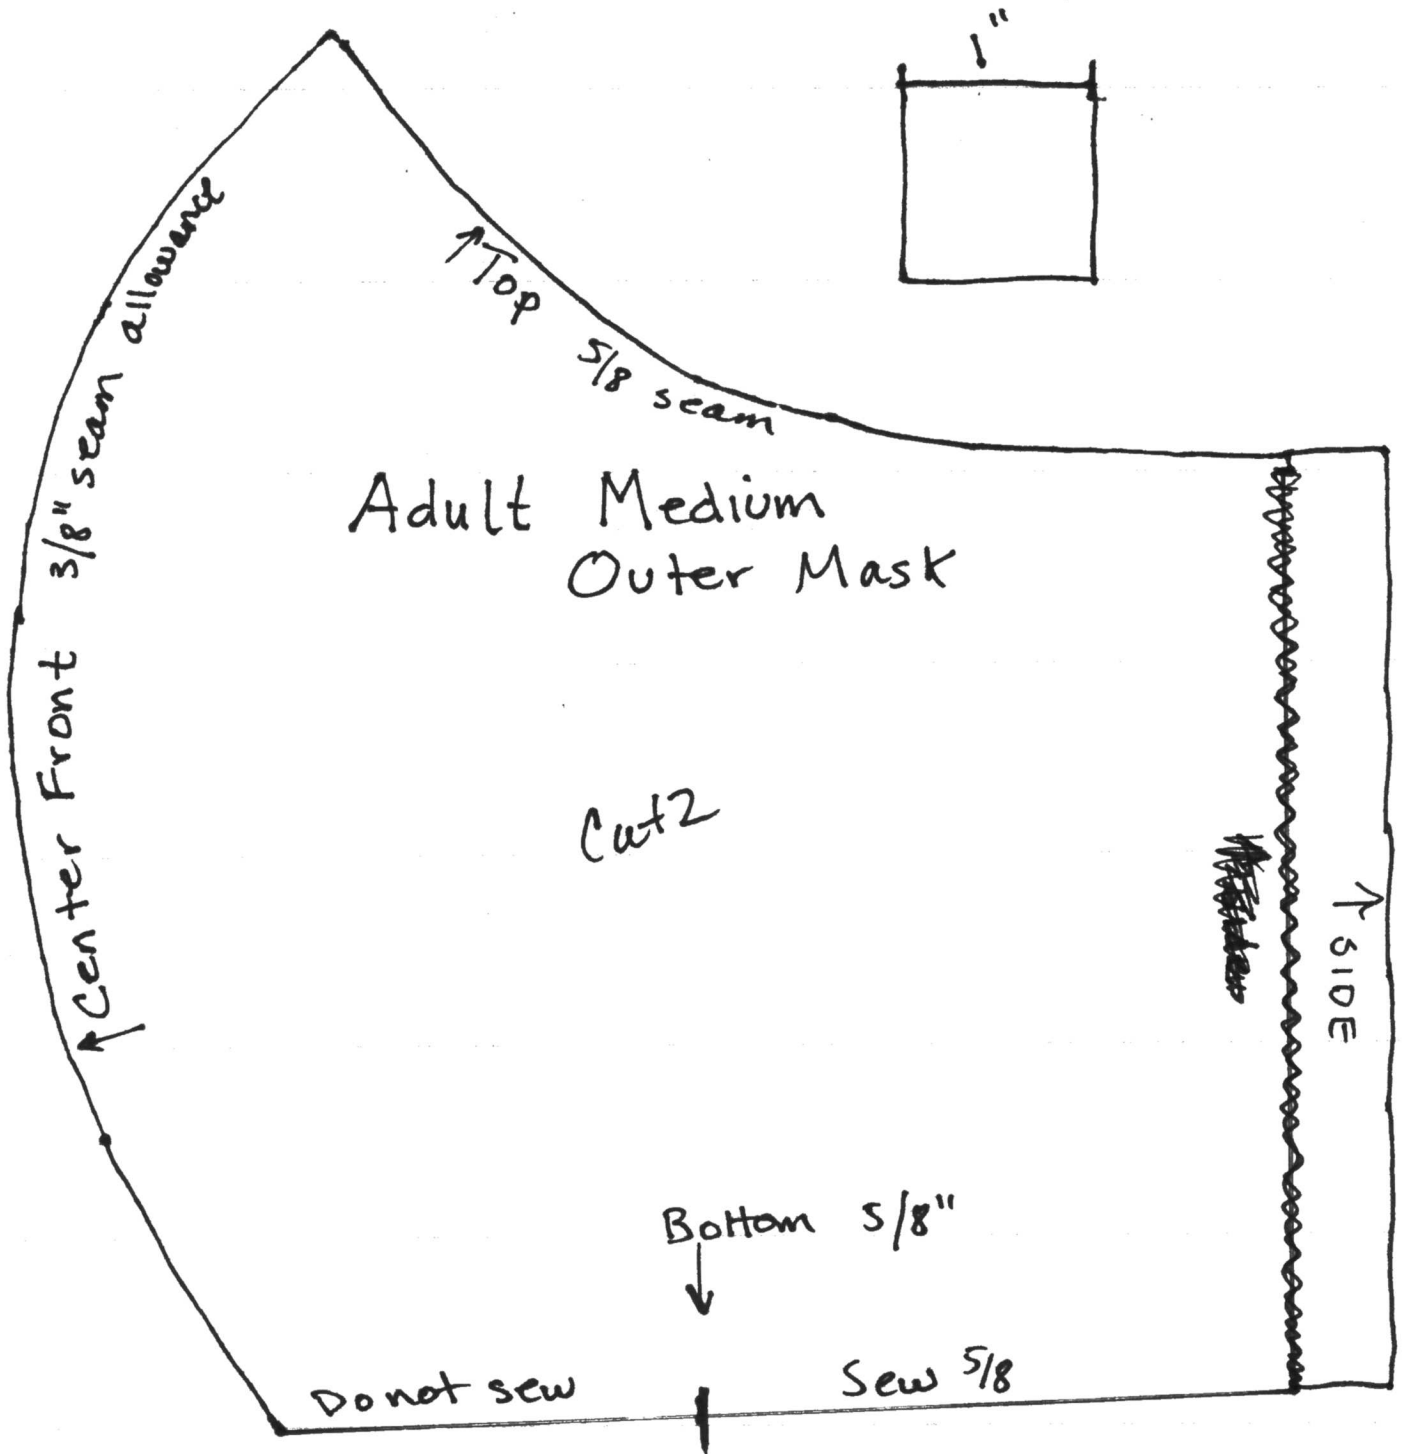 1"
↑Top 5/8 seam
Center Front 3/8" seam allowance
Adult Medium
Outer Mask
Cut2
↑ SIDE
Bottom 5/8"
Do not sew
Sew 5/8